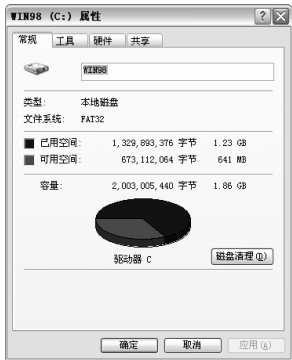 WIN98 (C:) 属性
常规 工具 硬件 共享
WIN98
类型: 本地磁盘
文件系统: FAT32
已用空间: 1,329,893,376 字节 1.23 GB
可用空间: 673,112,064 字节 641 MB
容量: 2,003,005,440 字节 1.86 GB
驱动器 C
磁盘清理(D)
确定 取消 应用(A)